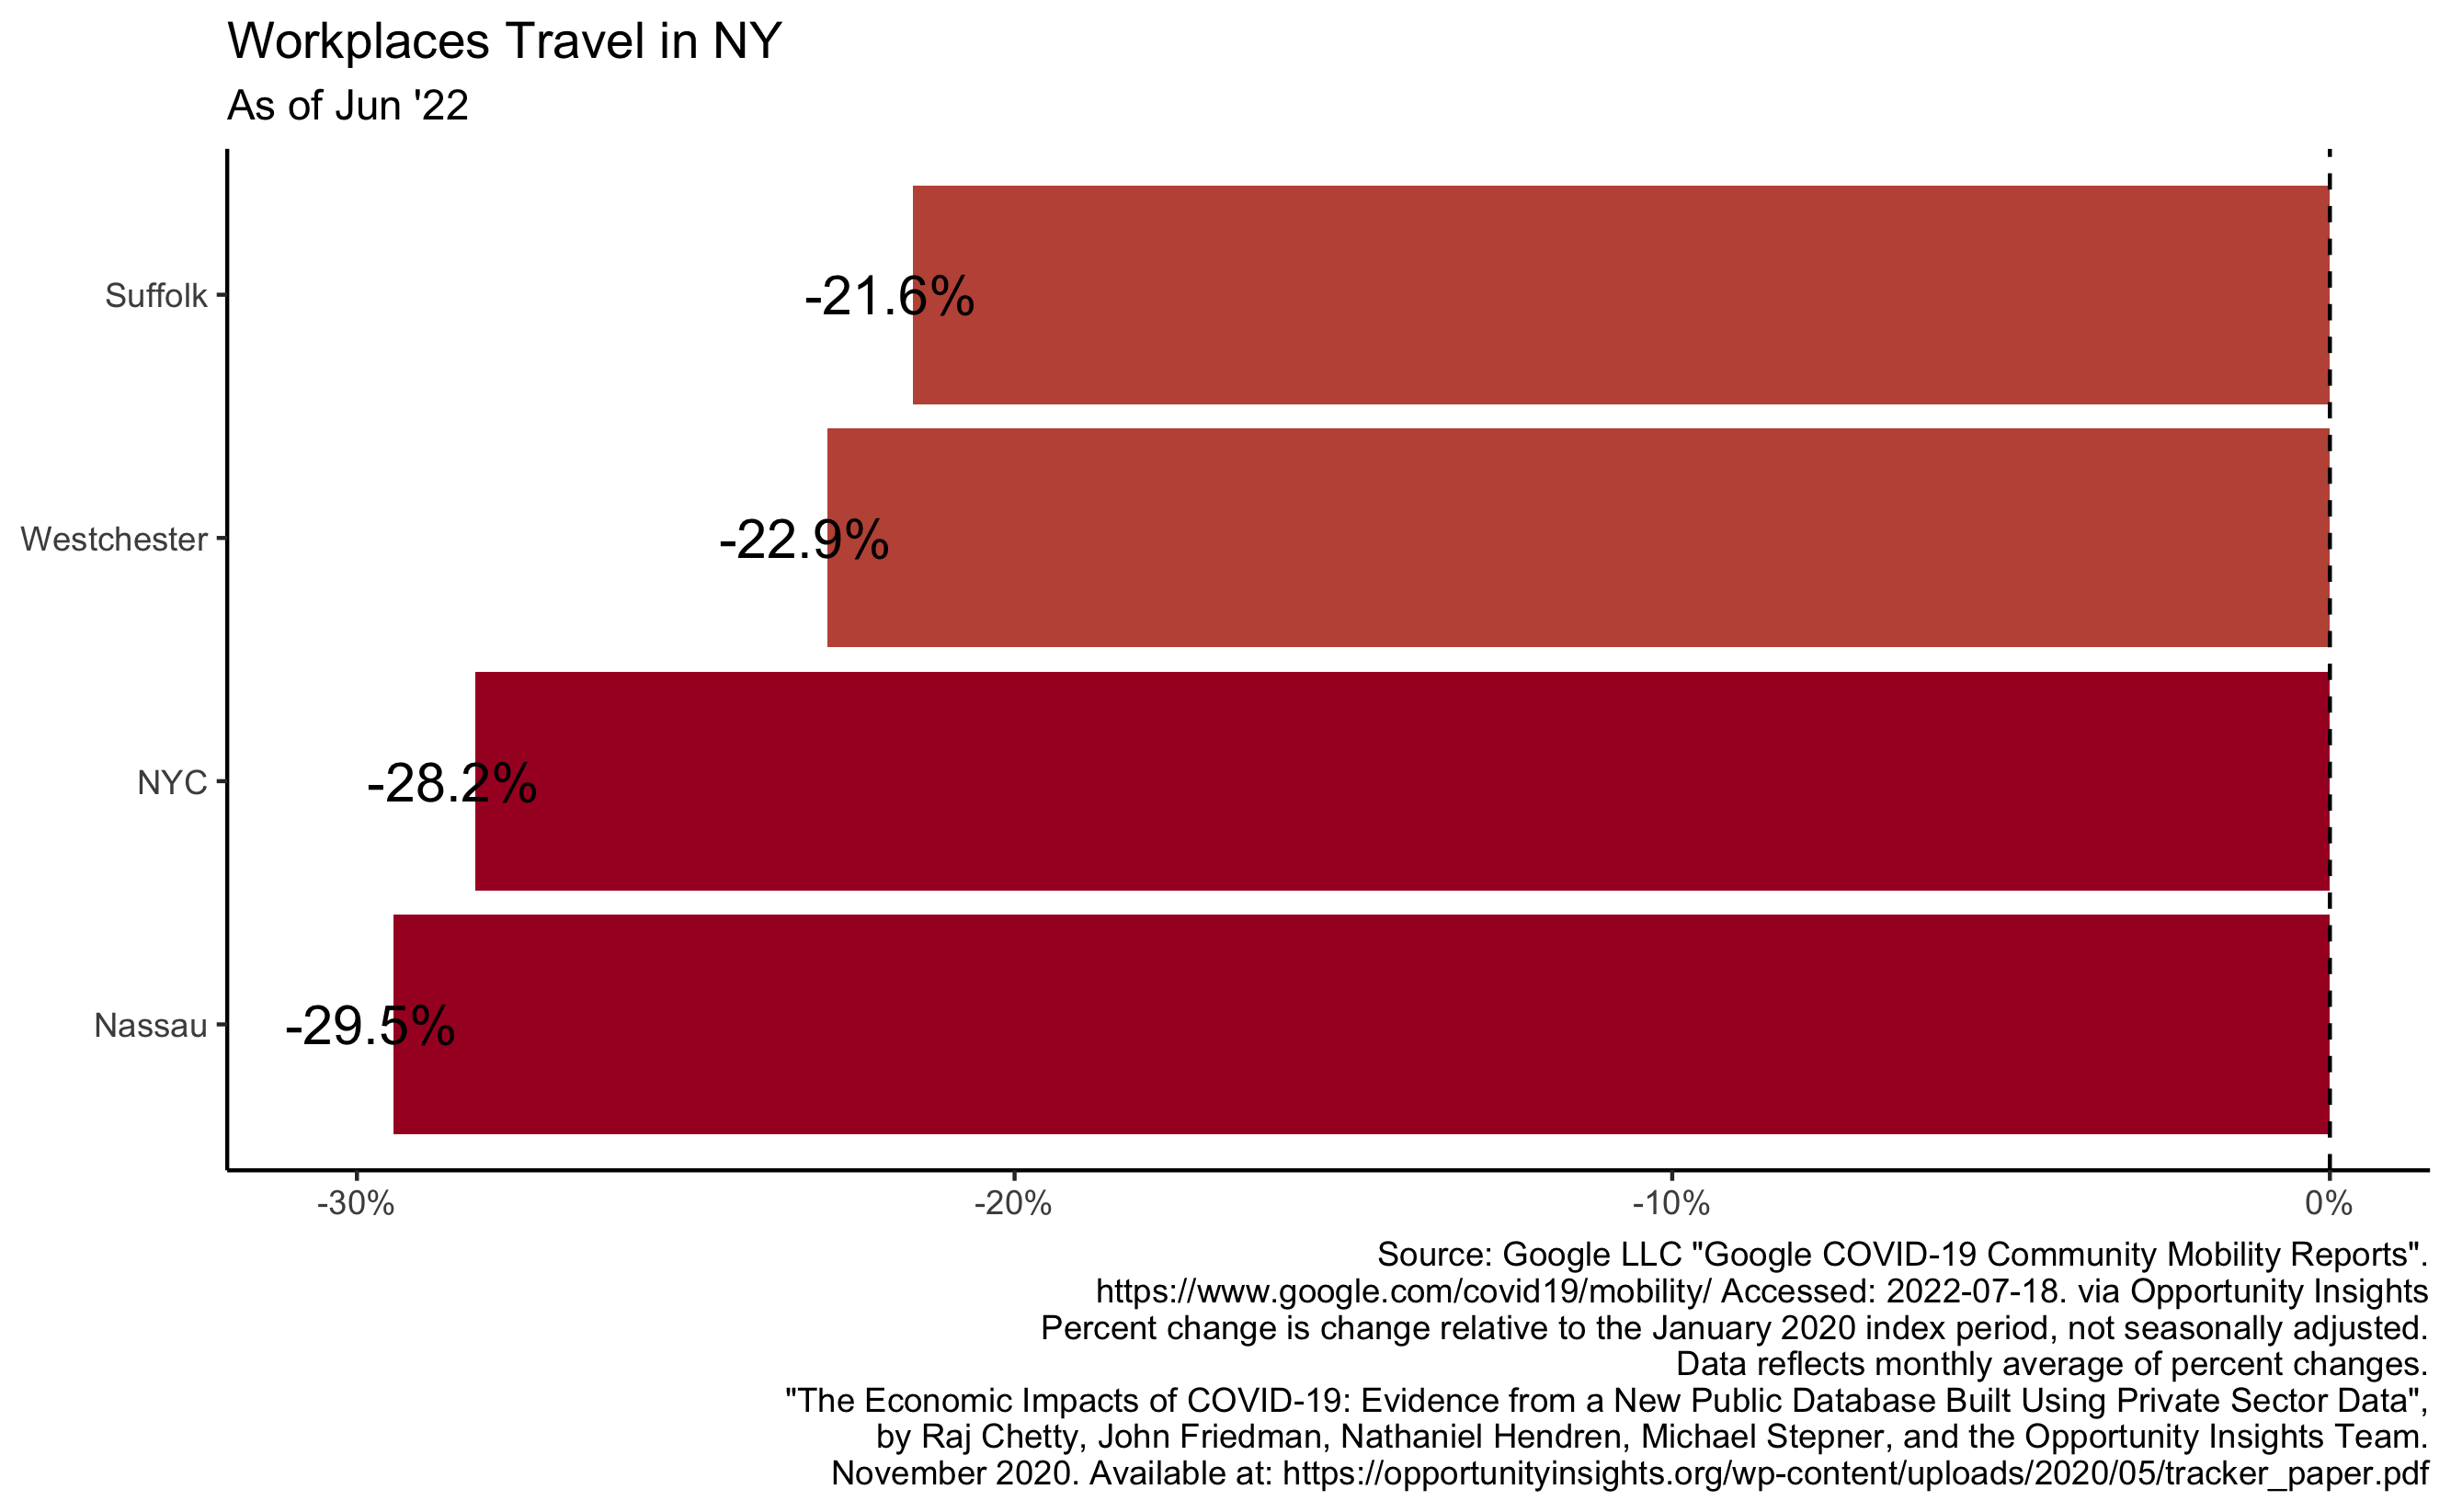 Workplaces Travel in NY
As of Jun '22
Suffolk
-21.6%
Westchester
-22.9%
NYC
-28.2%
Nassau
-29.5%
-30%
-20%
-10%
0%
Source: Google LLC "Google COVID-19 Community Mobility Reports".
https://www.google.com/covid19/mobility/ Accessed: 2022-07-18. via Opportunity Insights
Percent change is change relative to the January 2020 index period, not seasonally adjusted.
Data reflects monthly average of percent changes.
"The Economic Impacts of COVID-19: Evidence from a New Public Database Built Using Private Sector Data",
by Raj Chetty, John Friedman, Nathaniel Hendren, Michael Stepner, and the Opportunity Insights Team.
November 2020. Available at: https://opportunityinsights.org/wp-content/uploads/2020/05/tracker_paper.pdf